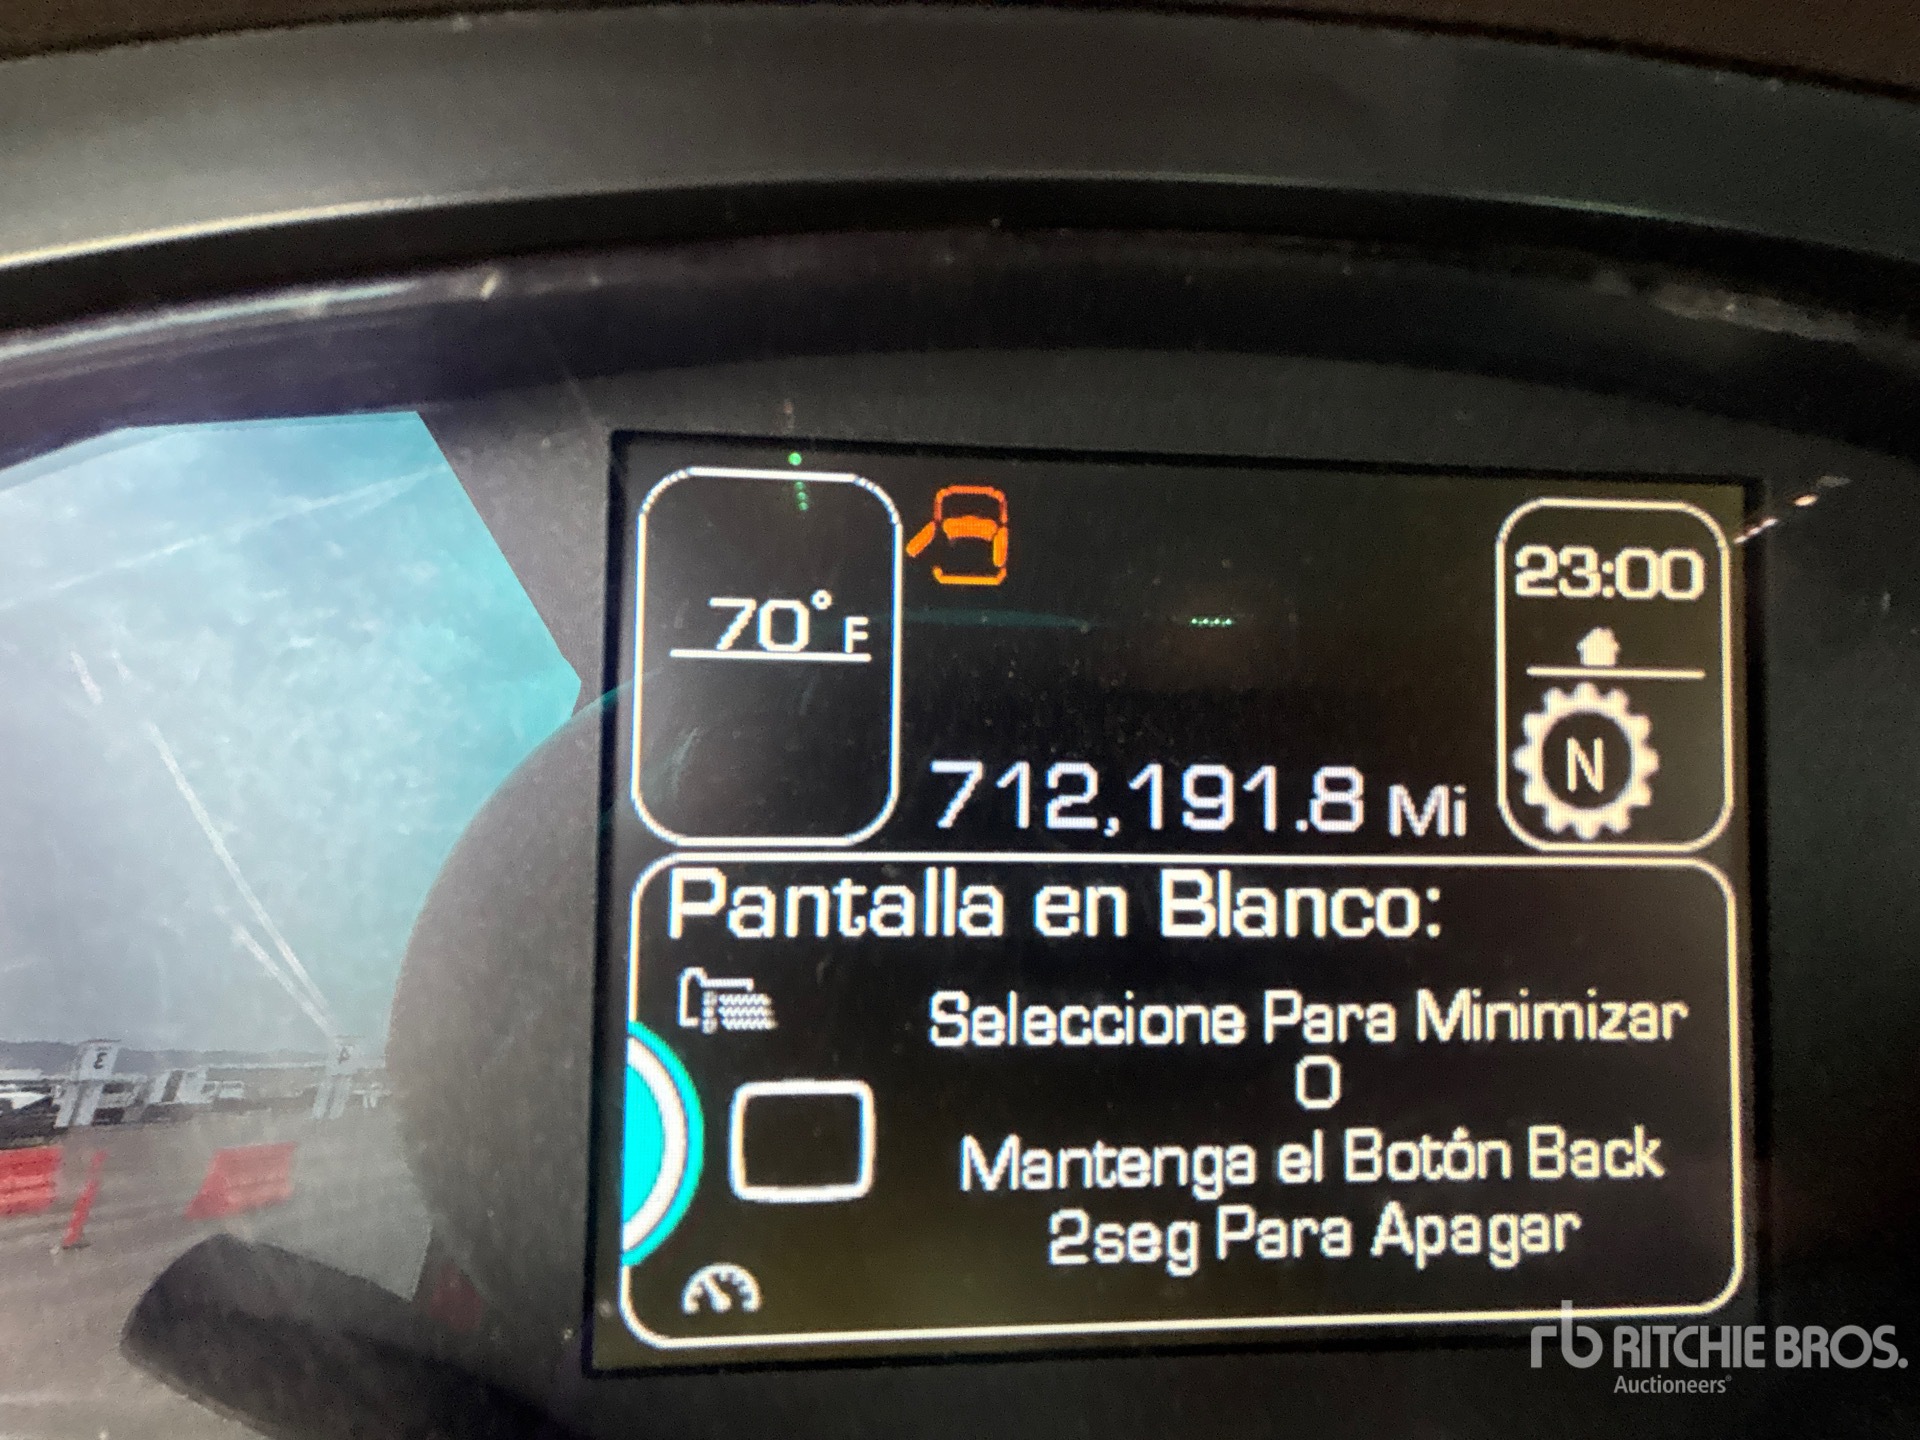 70°F
23:00
N
712,191.8 Mi
Pantalla en Blanco:
Seleccione Para Minimizar
O
Mantenga el Botón Back
2seg Para Apagar
rb RITCHIE BROS.
Auctioneers